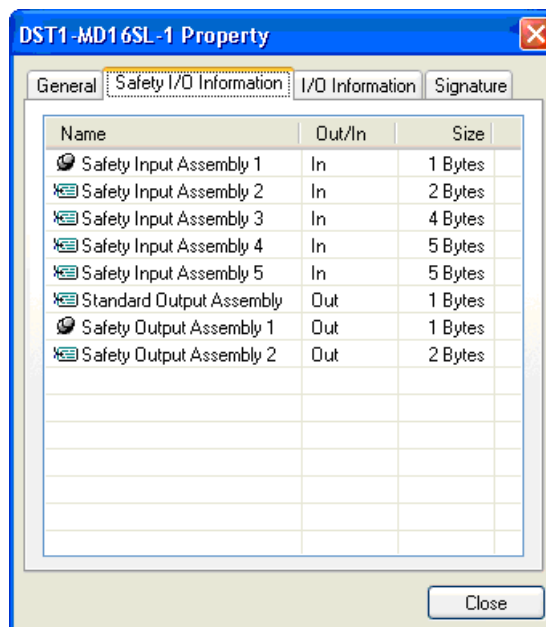 DST1-MD16SL-1 Property
General Safety I/O Information I/O Information Signature
Name Out/In Size
Safety Input Assembly 1 In 1 Bytes
Safety Input Assembly 2 In 2 Bytes
Safety Input Assembly 3 In 4 Bytes
Safety Input Assembly 4 In 5 Bytes
Safety Input Assembly 5 In 5 Bytes
Standard Output Assembly Out 1 Bytes
Safety Output Assembly 1 Out 1 Bytes
Safety Output Assembly 2 Out 2 Bytes
Close